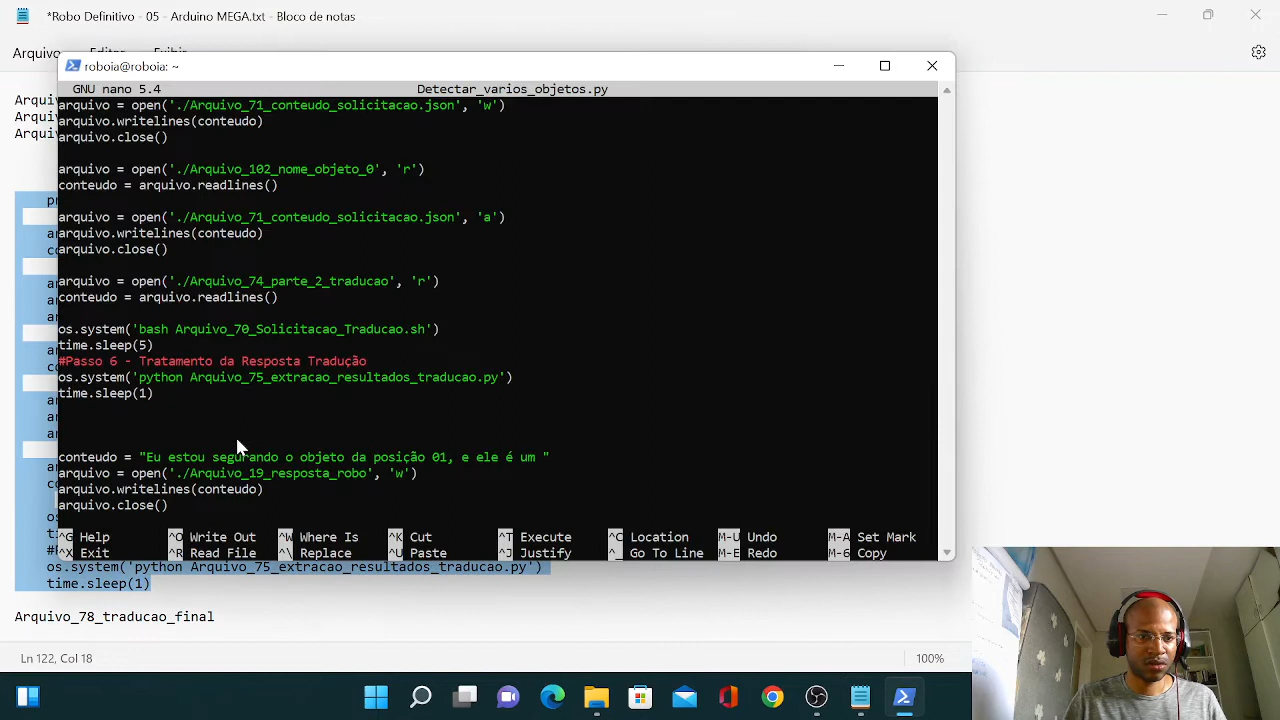 *Robo Definitivo - 05 - Arduino MEGA.txt - Bloco de notas
Arquivo Editar Exibir
roboia@roboia: ~
GNU nano 5.4 Detectar_varios_objetos.py
arquivo = open('./Arquivo_71_conteudo_solicitacao.json', 'w')
arquivo.writelines(conteudo)
arquivo.close()
arquivo = open('./Arquivo_102_nome_objeto_0', 'r')
conteudo = arquivo.readlines()
arquivo = open('./Arquivo_71_conteudo_solicitacao.json', 'a')
arquivo.writelines(conteudo)
arquivo.close()
arquivo = open('./Arquivo_74_parte_2_traducao', 'r')
conteudo = arquivo.readlines()
os.system('bash Arquivo_70_Solicitacao_Traducao.sh')
time.sleep(5)
#Passo 6 - Tratamento da Resposta Tradução
os.system('python Arquivo_75_extracao_resultados_traducao.py')
time.sleep(1)
conteudo = "Eu estou segurando o objeto da posição 01, e ele é um "
arquivo = open('./Arquivo_19_resposta_robo', 'w')
arquivo.writelines(conteudo)
arquivo.close()
^G Help ^O Write Out ^W Where Is ^K Cut ^T Execute ^C Location M-U Undo M-A Set Mark
^X Exit ^R Read File ^\ Replace ^U Paste ^J Justify ^_ Go To Line M-E Redo M-6 Copy
os.system('python Arquivo_75_extracao_resultados_traducao.py')
time.sleep(1)
Arquivo_78_traducao_final
Ln 122, Col 18 100%